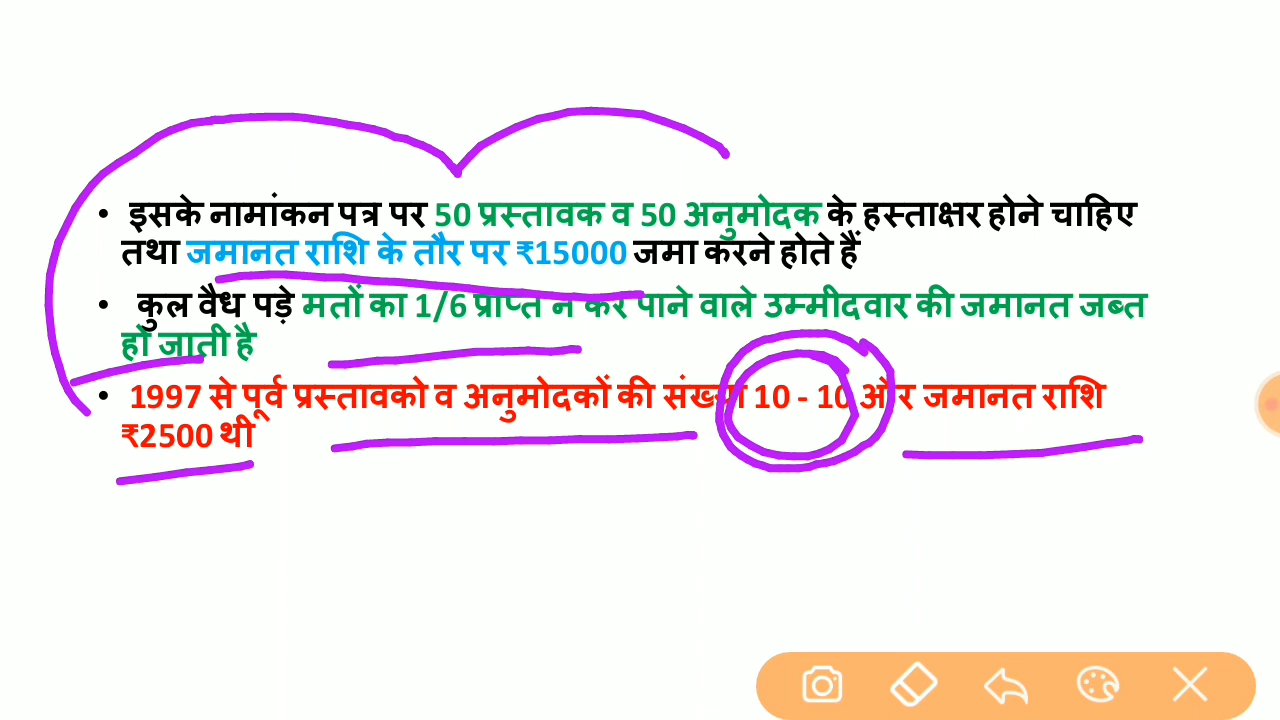 • इसके नामांकन पत्र पर 50 प्रस्तावक व 50 अनुमोदक के हस्ताक्षर होने चाहिए
तथा जमानत राशि के तौर पर ₹15000 जमा करने होते हैं
• कुल वैध पड़े मतों का 1/6 प्राप्त न कर पाने वाले उम्मीदवार की जमानत जब्त
हो जाती है
• 1997 से पूर्व प्रस्तावको व अनुमोदकों की संख्या 10 - 10 ओर जमानत राशि
₹2500 थी